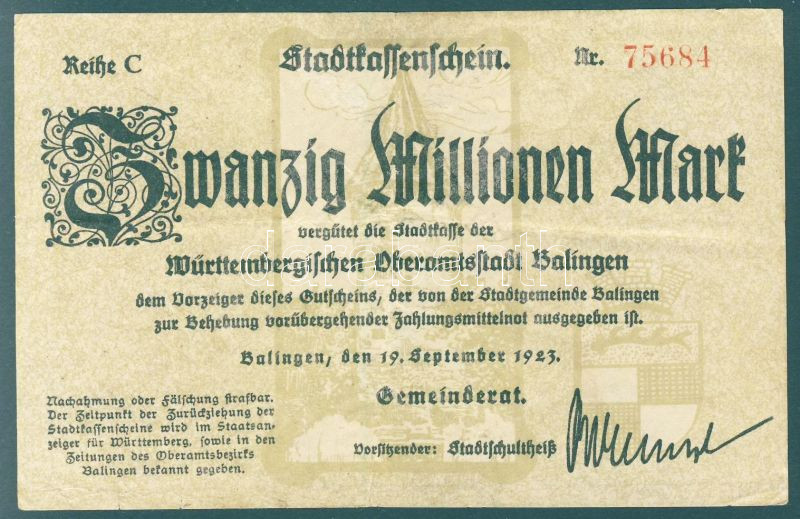 Reihe C
Stadtkassenschein.
Nr. 75684
Zwanzig Millionen Mark
vergütet die Stadtkasse der
Württembergischen Oberamtsstadt Balingen
dem Vorzeiger dieses Gutscheins, der von der Stadtgemeinde Balingen
zur Behebung vorübergehender Zahlungsmittelnot ausgegeben ist.
Balingen, den 19. September 1923.
Gemeinderat.
Vorsitzender: Stadtschultheiß
Nachahmung oder Fälschung strafbar.
Der Zeitpunkt der Zurückziehung der
Stadtkassenscheine wird im Staatsan-
zeiger für Württemberg, sowie in den
Zeitungen des Oberamtsbezirks
Balingen bekannt gegeben.